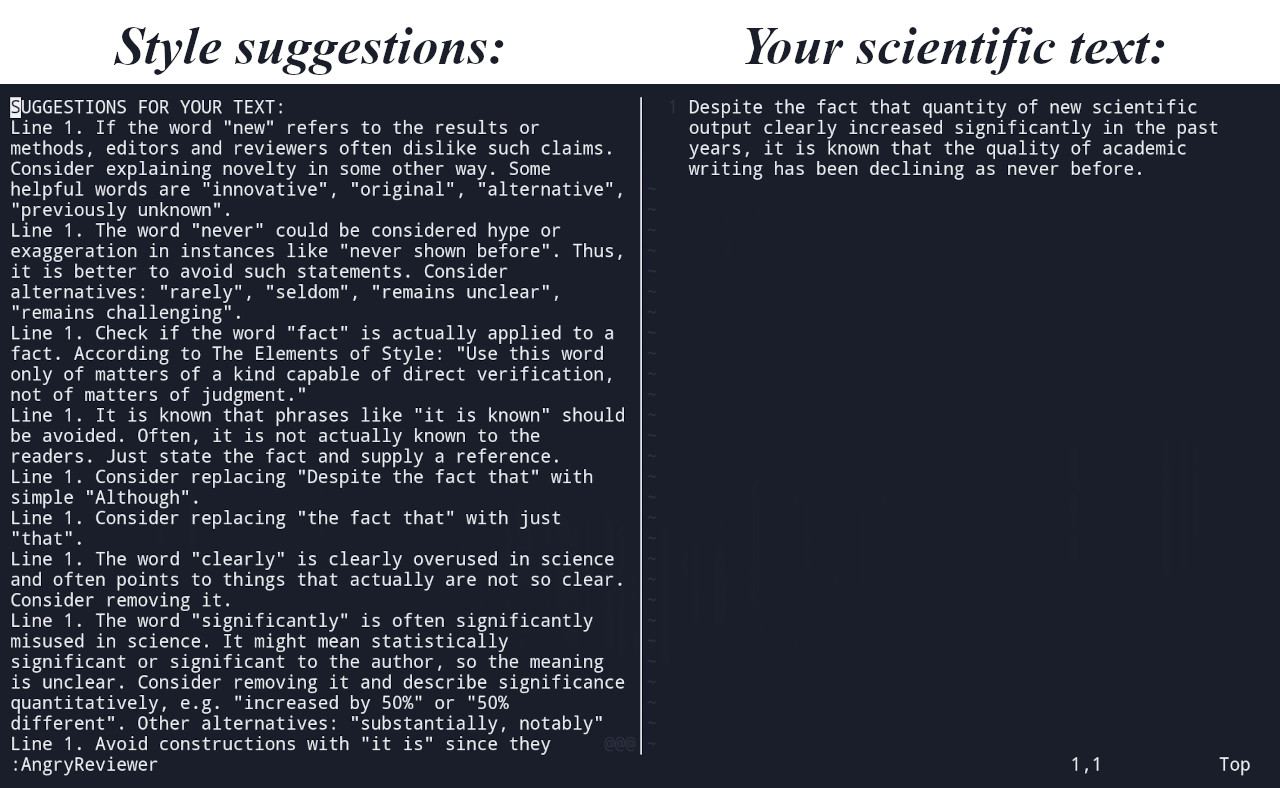 Style suggestions:
Your scientific text:
SUGGESTIONS FOR YOUR TEXT:
Line 1. If the word "new" refers to the results or
methods, editors and reviewers often dislike such claims.
Consider explaining novelty in some other way. Some
helpful words are "innovative", "original", "alternative",
"previously unknown".
Line 1. The word "never" could be considered hype or
exaggeration in instances like "never shown before". Thus,
it is better to avoid such statements. Consider
alternatives: "rarely", "seldom", "remains unclear",
"remains challenging".
Line 1. Check if the word "fact" is actually applied to a
fact. According to The Elements of Style: "Use this word
only of matters of a kind capable of direct verification,
not of matters of judgment."
Line 1. It is known that phrases like "it is known" should
be avoided. Often, it is not actually known to the
readers. Just state the fact and supply a reference.
Line 1. Consider replacing "Despite the fact that" with
simple "Although".
Line 1. Consider replacing "the fact that" with just
"that".
Line 1. The word "clearly" is clearly overused in science
and often points to things that actually are not so clear.
Consider removing it.
Line 1. The word "significantly" is often significantly
misused in science. It might mean statistically
significant or significant to the author, so the meaning
is unclear. Consider removing it and describe significance
quantitatively, e.g. "increased by 50%" or "50%
different". Other alternatives: "substantially, notably"
Line 1. Avoid constructions with "it is" since they
@@@
1 Despite the fact that quantity of new scientific
output clearly increased significantly in the past
years, it is known that the quality of academic
writing has been declining as never before.
:AngryReviewer
1,1
Top